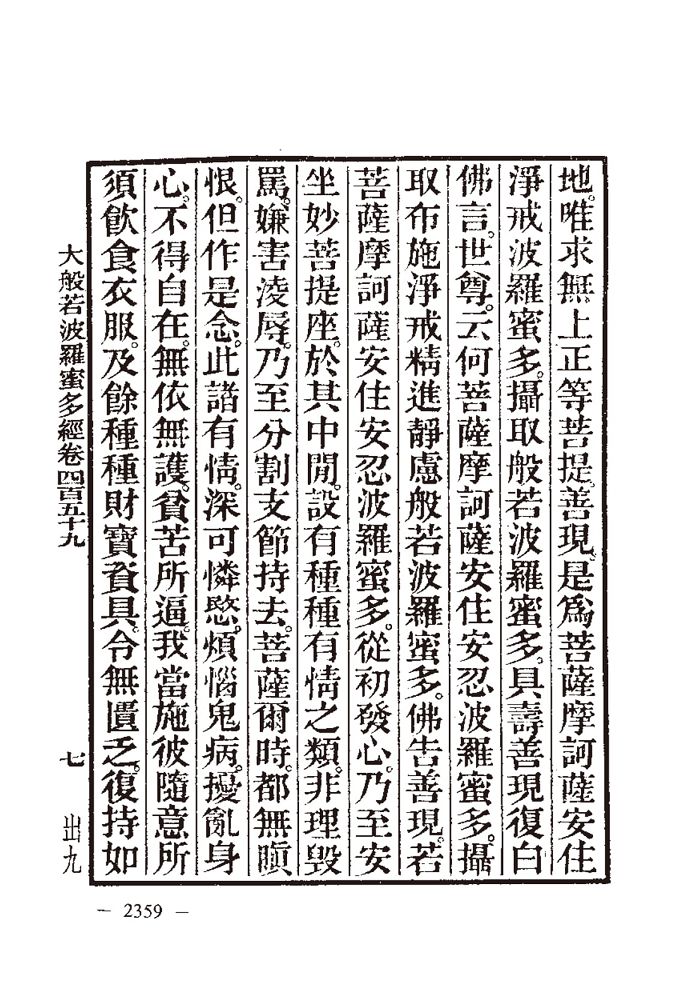 地。唯求無上正等菩提。善現。是爲菩薩摩訶薩安住
淨戒波羅蜜多。攝取般若波羅蜜多。具壽善現復白
佛言。世尊。云何菩薩摩訶薩安住安忍波羅蜜多。攝
取布施淨戒精進靜慮般若波羅蜜多。佛告善現。若
菩薩摩訶薩安住安忍波羅蜜多。從初發心。乃至安
坐妙菩提座。於其中閒。設有種種有情之類。非理毀
罵。嫌害淩辱。乃至分割支節持去。菩薩爾時。都無瞋
恨。但作是念。此諸有情。深可憐愍。煩惱鬼病。擾亂身
心。不得自在。無依無護。貧苦所逼。我當施彼隨意所
須飲食衣服。及餘種種財寶資具。令無匱乏。復持如
大般若波羅蜜多經卷四百五十九
七
出九
— 2359 —